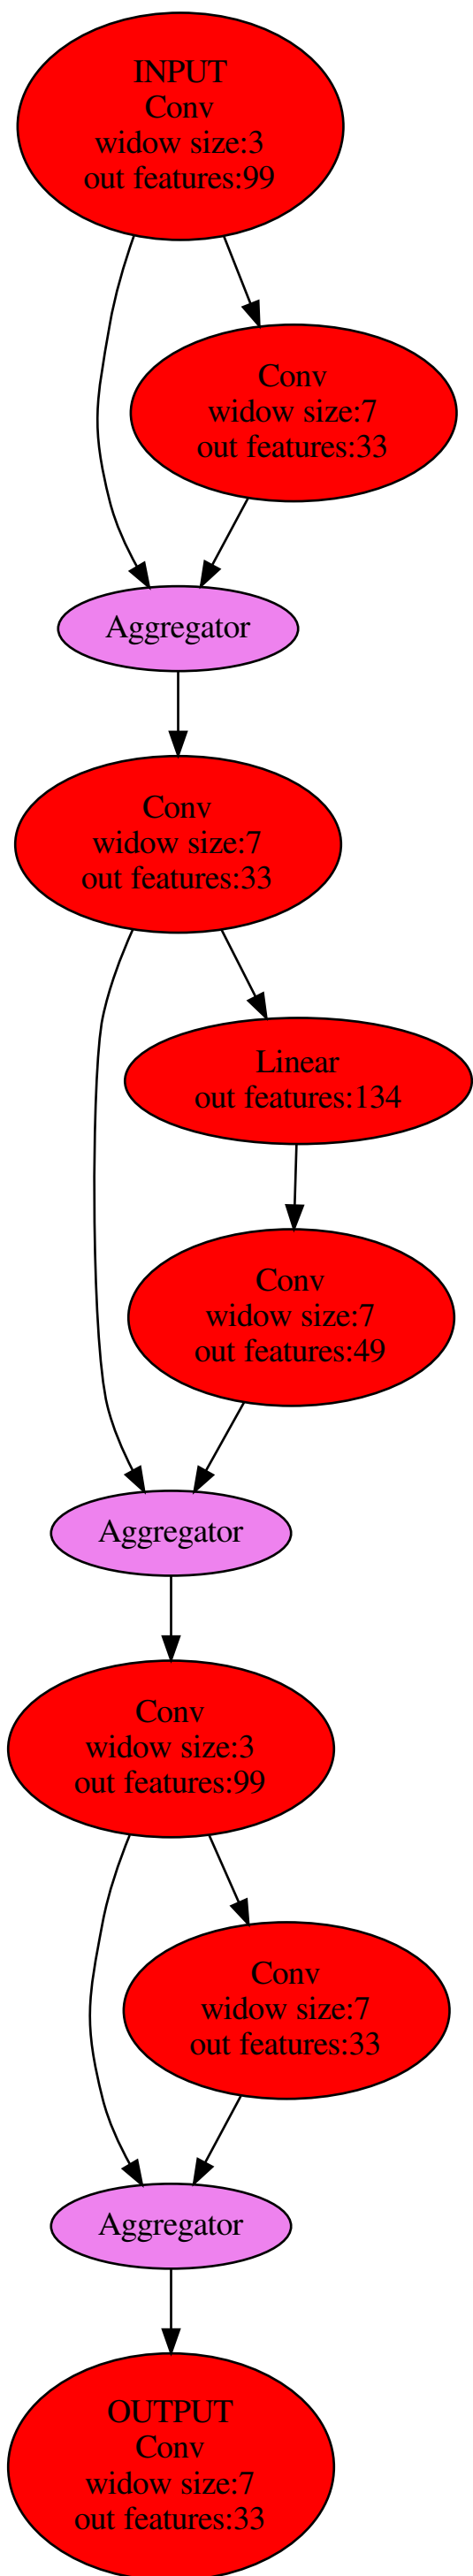 INPUT
Conv
widow size:3
out features:99
Conv
widow size:7
out features:33
Aggregator
Conv
widow size:7
out features:33
Linear
out features:134
Conv
widow size:7
out features:49
Aggregator
Conv
widow size:3
out features:99
Conv
widow size:7
out features:33
Aggregator
OUTPUT
Conv
widow size:7
out features:33